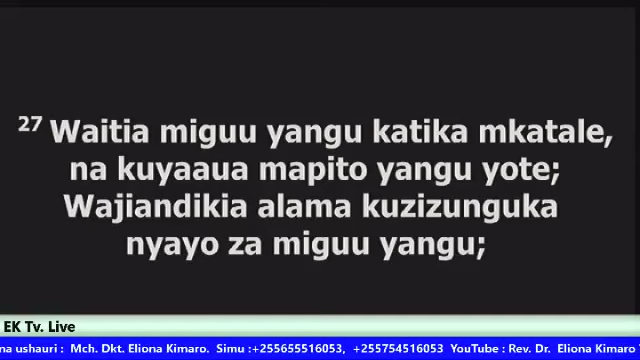 27 Waitia miguu yangu katika mkatale,
na kuyaaua mapito yangu yote;
Wajiandikia alama kuzizunguka
nyayo za miguu yangu;
EK Tv. Live
na ushauri : Mch. Dkt. Eliona Kimaro. Simu :+255655516053, +255754516053 YouTube : Rev. Dr. Eliona Kimaro